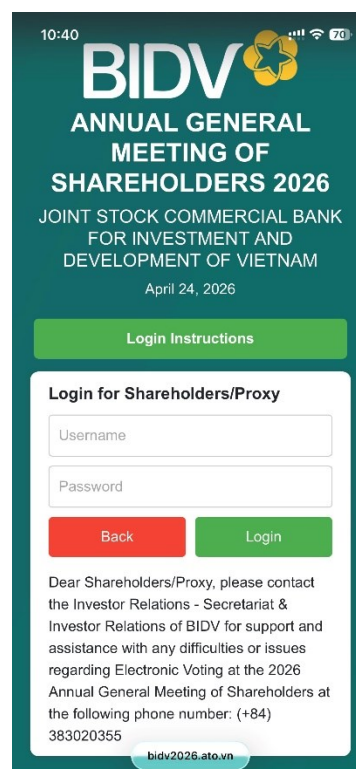 10:40
70
BIDV
ANNUAL GENERAL
MEETING OF
SHAREHOLDERS 2026
JOINT STOCK COMMERCIAL BANK
FOR INVESTMENT AND
DEVELOPMENT OF VIETNAM
April 24, 2026
Login Instructions
Login for Shareholders/Proxy
Username
Password
Back
Login
Dear Shareholders/Proxy, please contact
the Investor Relations - Secretariat &
Investor Relations of BIDV for support and
assistance with any difficulties or issues
regarding Electronic Voting at the 2026
Annual General Meeting of Shareholders at
the following phone number: (+84)
383020355
bidv2026.ato.vn